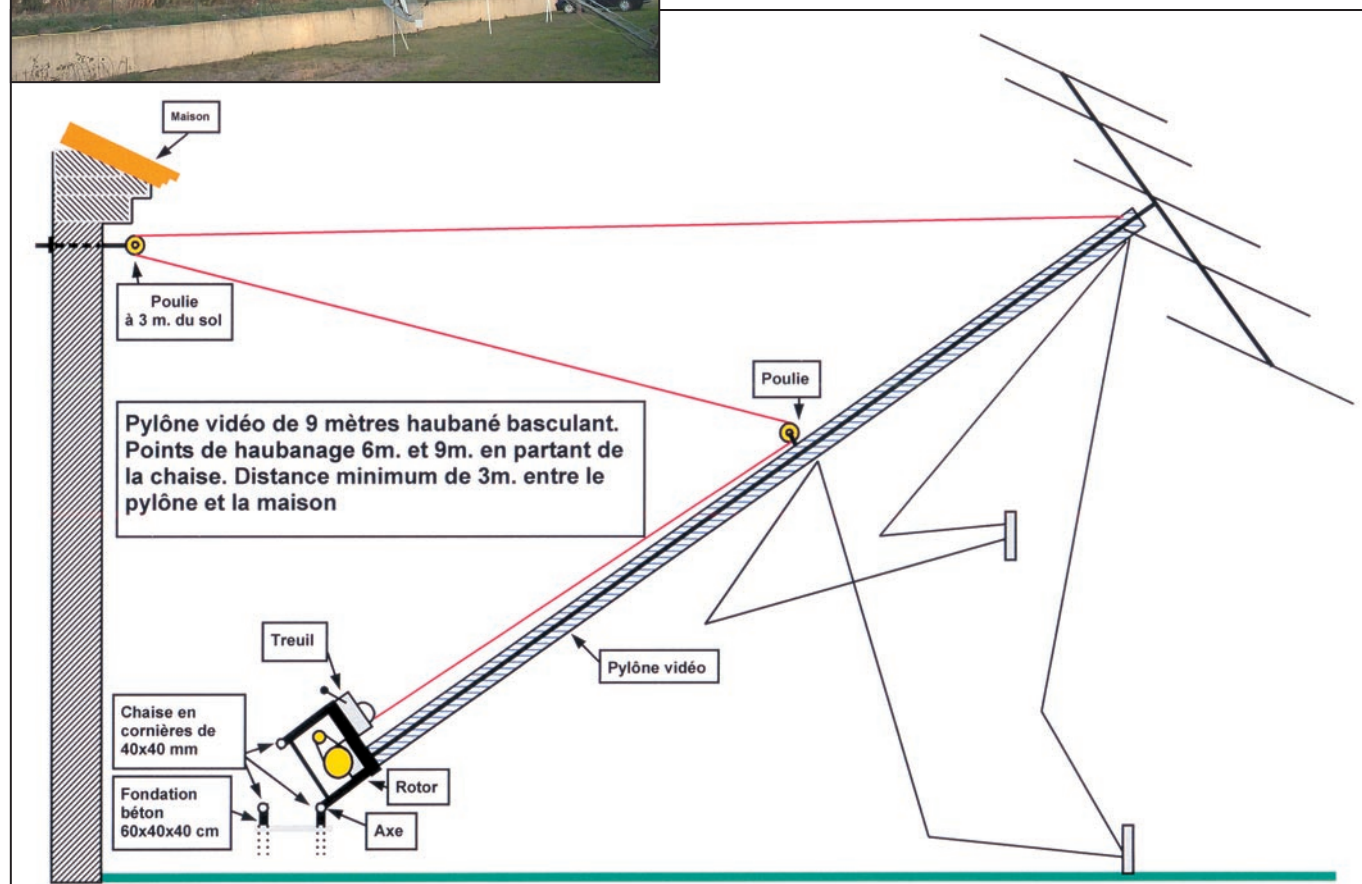 Maison
Poulie
à 3 m. du sol
Poulie
Pylône vidéo de 9 mètres haubané basculant.
Points de haubanage 6m. et 9m. en partant de
la chaise. Distance minimum de 3m. entre le
pylône et la maison
Treuil
Pylône vidéo
Chaise en
cornières de
40x40 mm
Rotor
Fondation
béton
60x40x40 cm
Axe